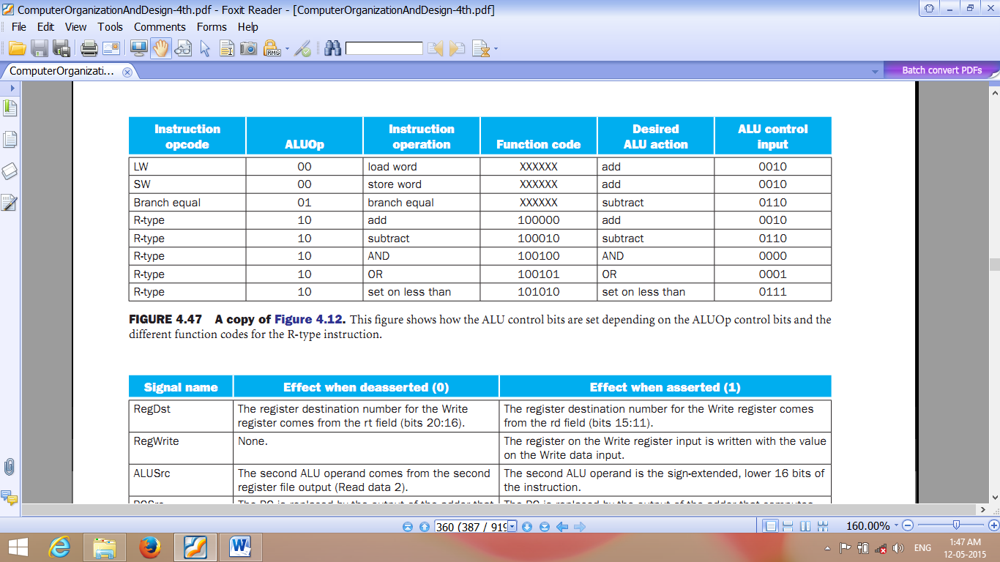 ComputerOrganizationAndDesign-4th.pdf - Foxit Reader - [ComputerOrganizationAndDesign-4th.pdf]
File Edit View Tools Comments Forms Help
RMS
ComputerOrganizati... Batch convert PDFs
Instruction opcode ALUOp Instruction operation Function code Desired ALU action ALU control input
LW 00 load word XXXXXX add 0010
SW 00 store word XXXXXX add 0010
Branch equal 01 branch equal XXXXXX subtract 0110
R-type 10 add 100000 add 0010
R-type 10 subtract 100010 subtract 0110
R-type 10 AND 100100 AND 0000
R-type 10 OR 100101 OR 0001
R-type 10 set on less than 101010 set on less than 0111
FIGURE 4.47 A copy of Figure 4.12. This figure shows how the ALU control bits are set depending on the ALUOp control bits and the
different function codes for the R-type instruction.
Signal name Effect when deasserted (0) Effect when asserted (1)
RegDst The register destination number for the Write The register destination number for the Write register comes
register comes from the rt field (bits 20:16). from the rd field (bits 15:11).
RegWrite None. The register on the Write register input is written with the value
on the Write data input.
ALUSrc The second ALU operand comes from the second The second ALU operand is the sign-extended, lower 16 bits of
register file output (Read data 2). the instruction.
360 (387 / 919 160.00%
ENG 1:47 AM
12-05-2015